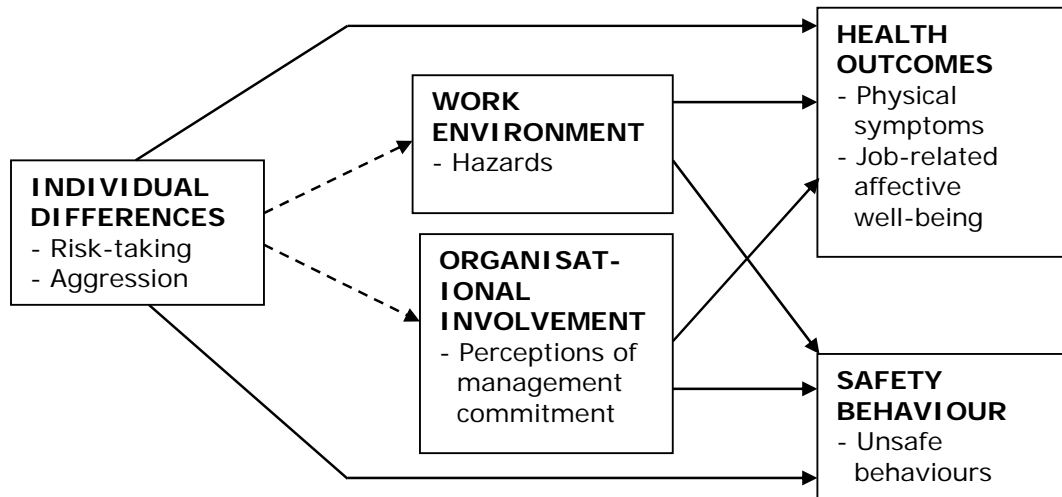 INDIVIDUAL
DIFFERENCES
- Risk-taking
- Aggression
WORK
ENVIRONMENT
- Hazards
ORGANISAT-
IONAL
INVOLVEMENT
- Perceptions of
management
commitment
HEALTH
OUTCOMES
- Physical
symptoms
- Job-related
affective
well-being
SAFETY
BEHAVIOUR
- Unsafe
behaviours